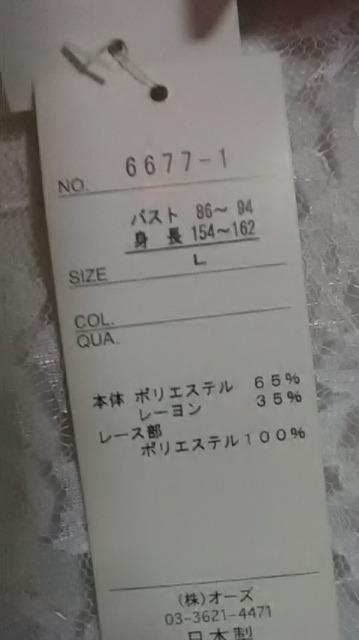 NO. 6677-1
バスト 86～94
身長 154～162
SIZE L
COL.
QUA.
本体 ポリエステル 65%
レーヨン 35%
レース部
ポリエステル100%
(株)オーズ
03-3621-4471
日本製